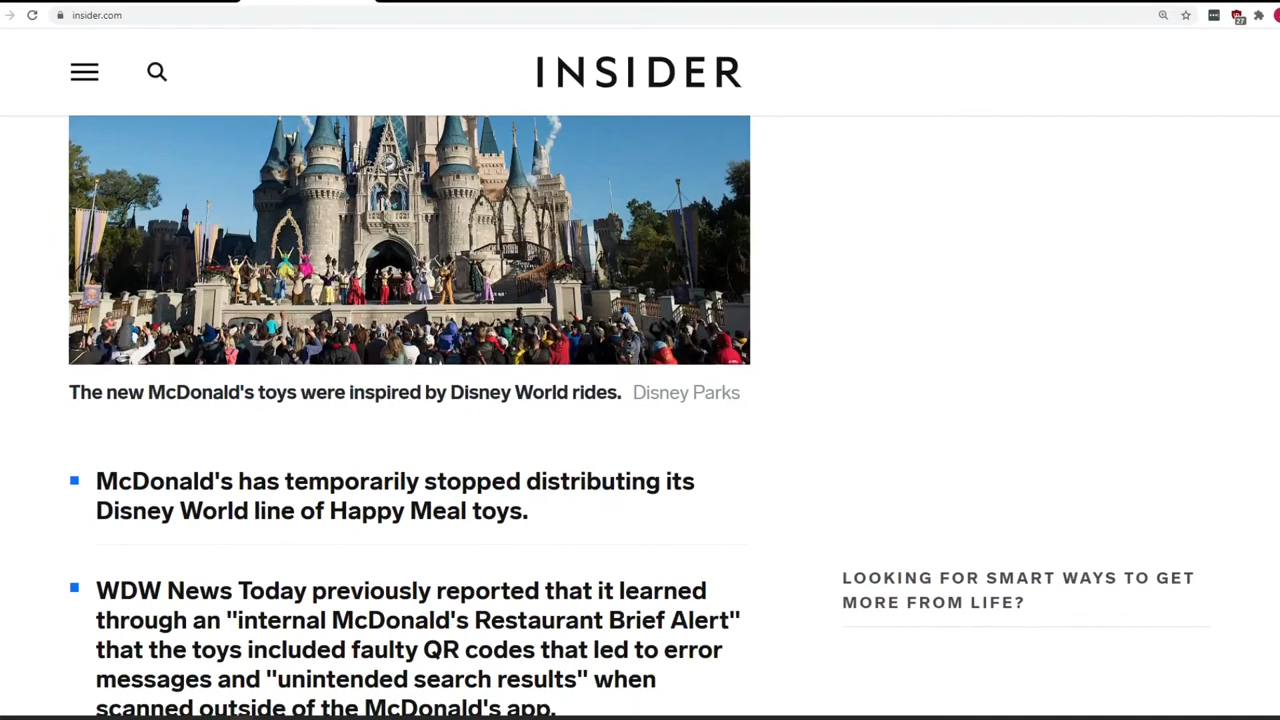 insider.com
27
INSIDER
The new McDonald's toys were inspired by Disney World rides. Disney Parks
McDonald's has temporarily stopped distributing its
Disney World line of Happy Meal toys.
WDW News Today previously reported that it learned
through an "internal McDonald's Restaurant Brief Alert"
that the toys included faulty QR codes that led to error
messages and "unintended search results" when
scanned outside of the McDonald's app.
LOOKING FOR SMART WAYS TO GET
MORE FROM LIFE?